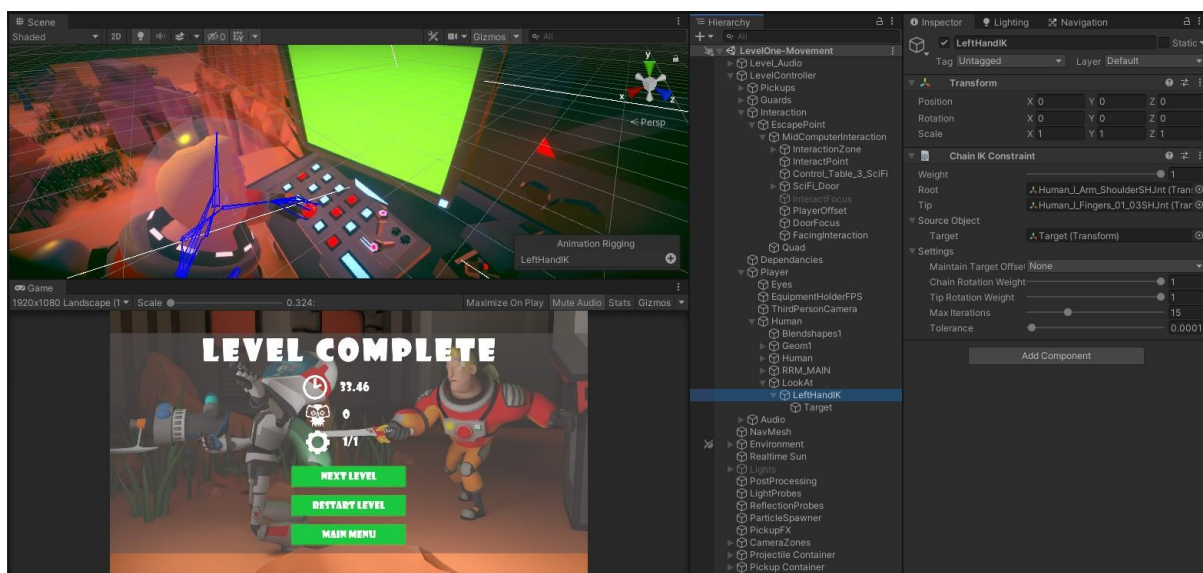 Scene
Shaded
2D
0
Gizmos
All
y
x
z
Persp
Animation Rigging
LeftHandIK
Game
1920x1080 Landscape (1
Scale
0.324:
Maximize On Play
Mute Audio
Stats
Gizmos
LEVEL COMPLETE
33.46
0
1/1
NEXT LEVEL
RESTART LEVEL
MAIN MENU
Hierarchy
All
LevelOne-Movement
Level_Audio
LevelController
Pickups
Guards
Interaction
EscapePoint
MidComputerInteraction
InteractionZone
InteractPoint
Control_Table_3_SciFi
SciFi_Door
InteractFocus
PlayerOffset
DoorFocus
FacingInteraction
Quad
Dependancies
Player
Eyes
EquipmentHolderFPS
ThirdPersonCamera
Human
Blendshapes1
Geom1
Human
RRM_MAIN
LookAt
LeftHandIK
Target
Audio
NavMesh
Environment
Realtime Sun
Lights
PostProcessing
LightProbes
ReflectionProbes
ParticleSpawner
PickupFX
CameraZones
Projectile Container
Pickup Container
Inspector
Lighting
Navigation
LeftHandIK
Static
Tag Untagged
Layer Default
Transform
Position X 0 Y 0 Z 0
Rotation X 0 Y 0 Z 0
Scale X 1 Y 1 Z 1
Chain IK Constraint
Weight 1
Root Human_l_Arm_ShoulderSHJnt (Tran
Tip Human_l_Fingers_01_03SHJnt (Tran
Source Object
Target Target (Transform)
Settings
Maintain Target Offset None
Chain Rotation Weight 1
Tip Rotation Weight 1
Max Iterations 15
Tolerance 0.0001
Add Component